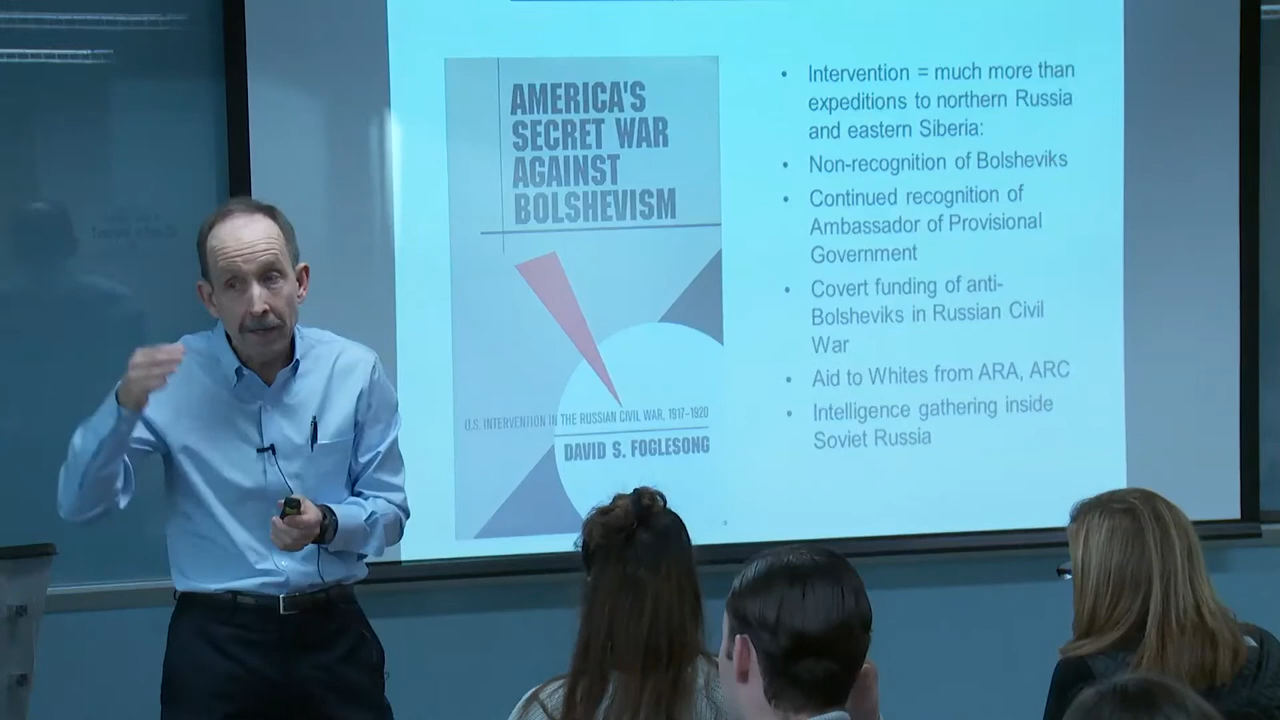 AMERICA'S
SECRET WAR
AGAINST
BOLSHEVISM
U.S. INTERVENTION IN THE RUSSIAN CIVIL WAR, 1917–1920
DAVID S. FOGLESONG
• Intervention = much more than
expeditions to northern Russia
and eastern Siberia:
• Non-recognition of Bolsheviks
• Continued recognition of
Ambassador of Provisional
Government
• Covert funding of anti-
Bolsheviks in Russian Civil
War
• Aid to Whites from ARA, ARC
• Intelligence gathering inside
Soviet Russia